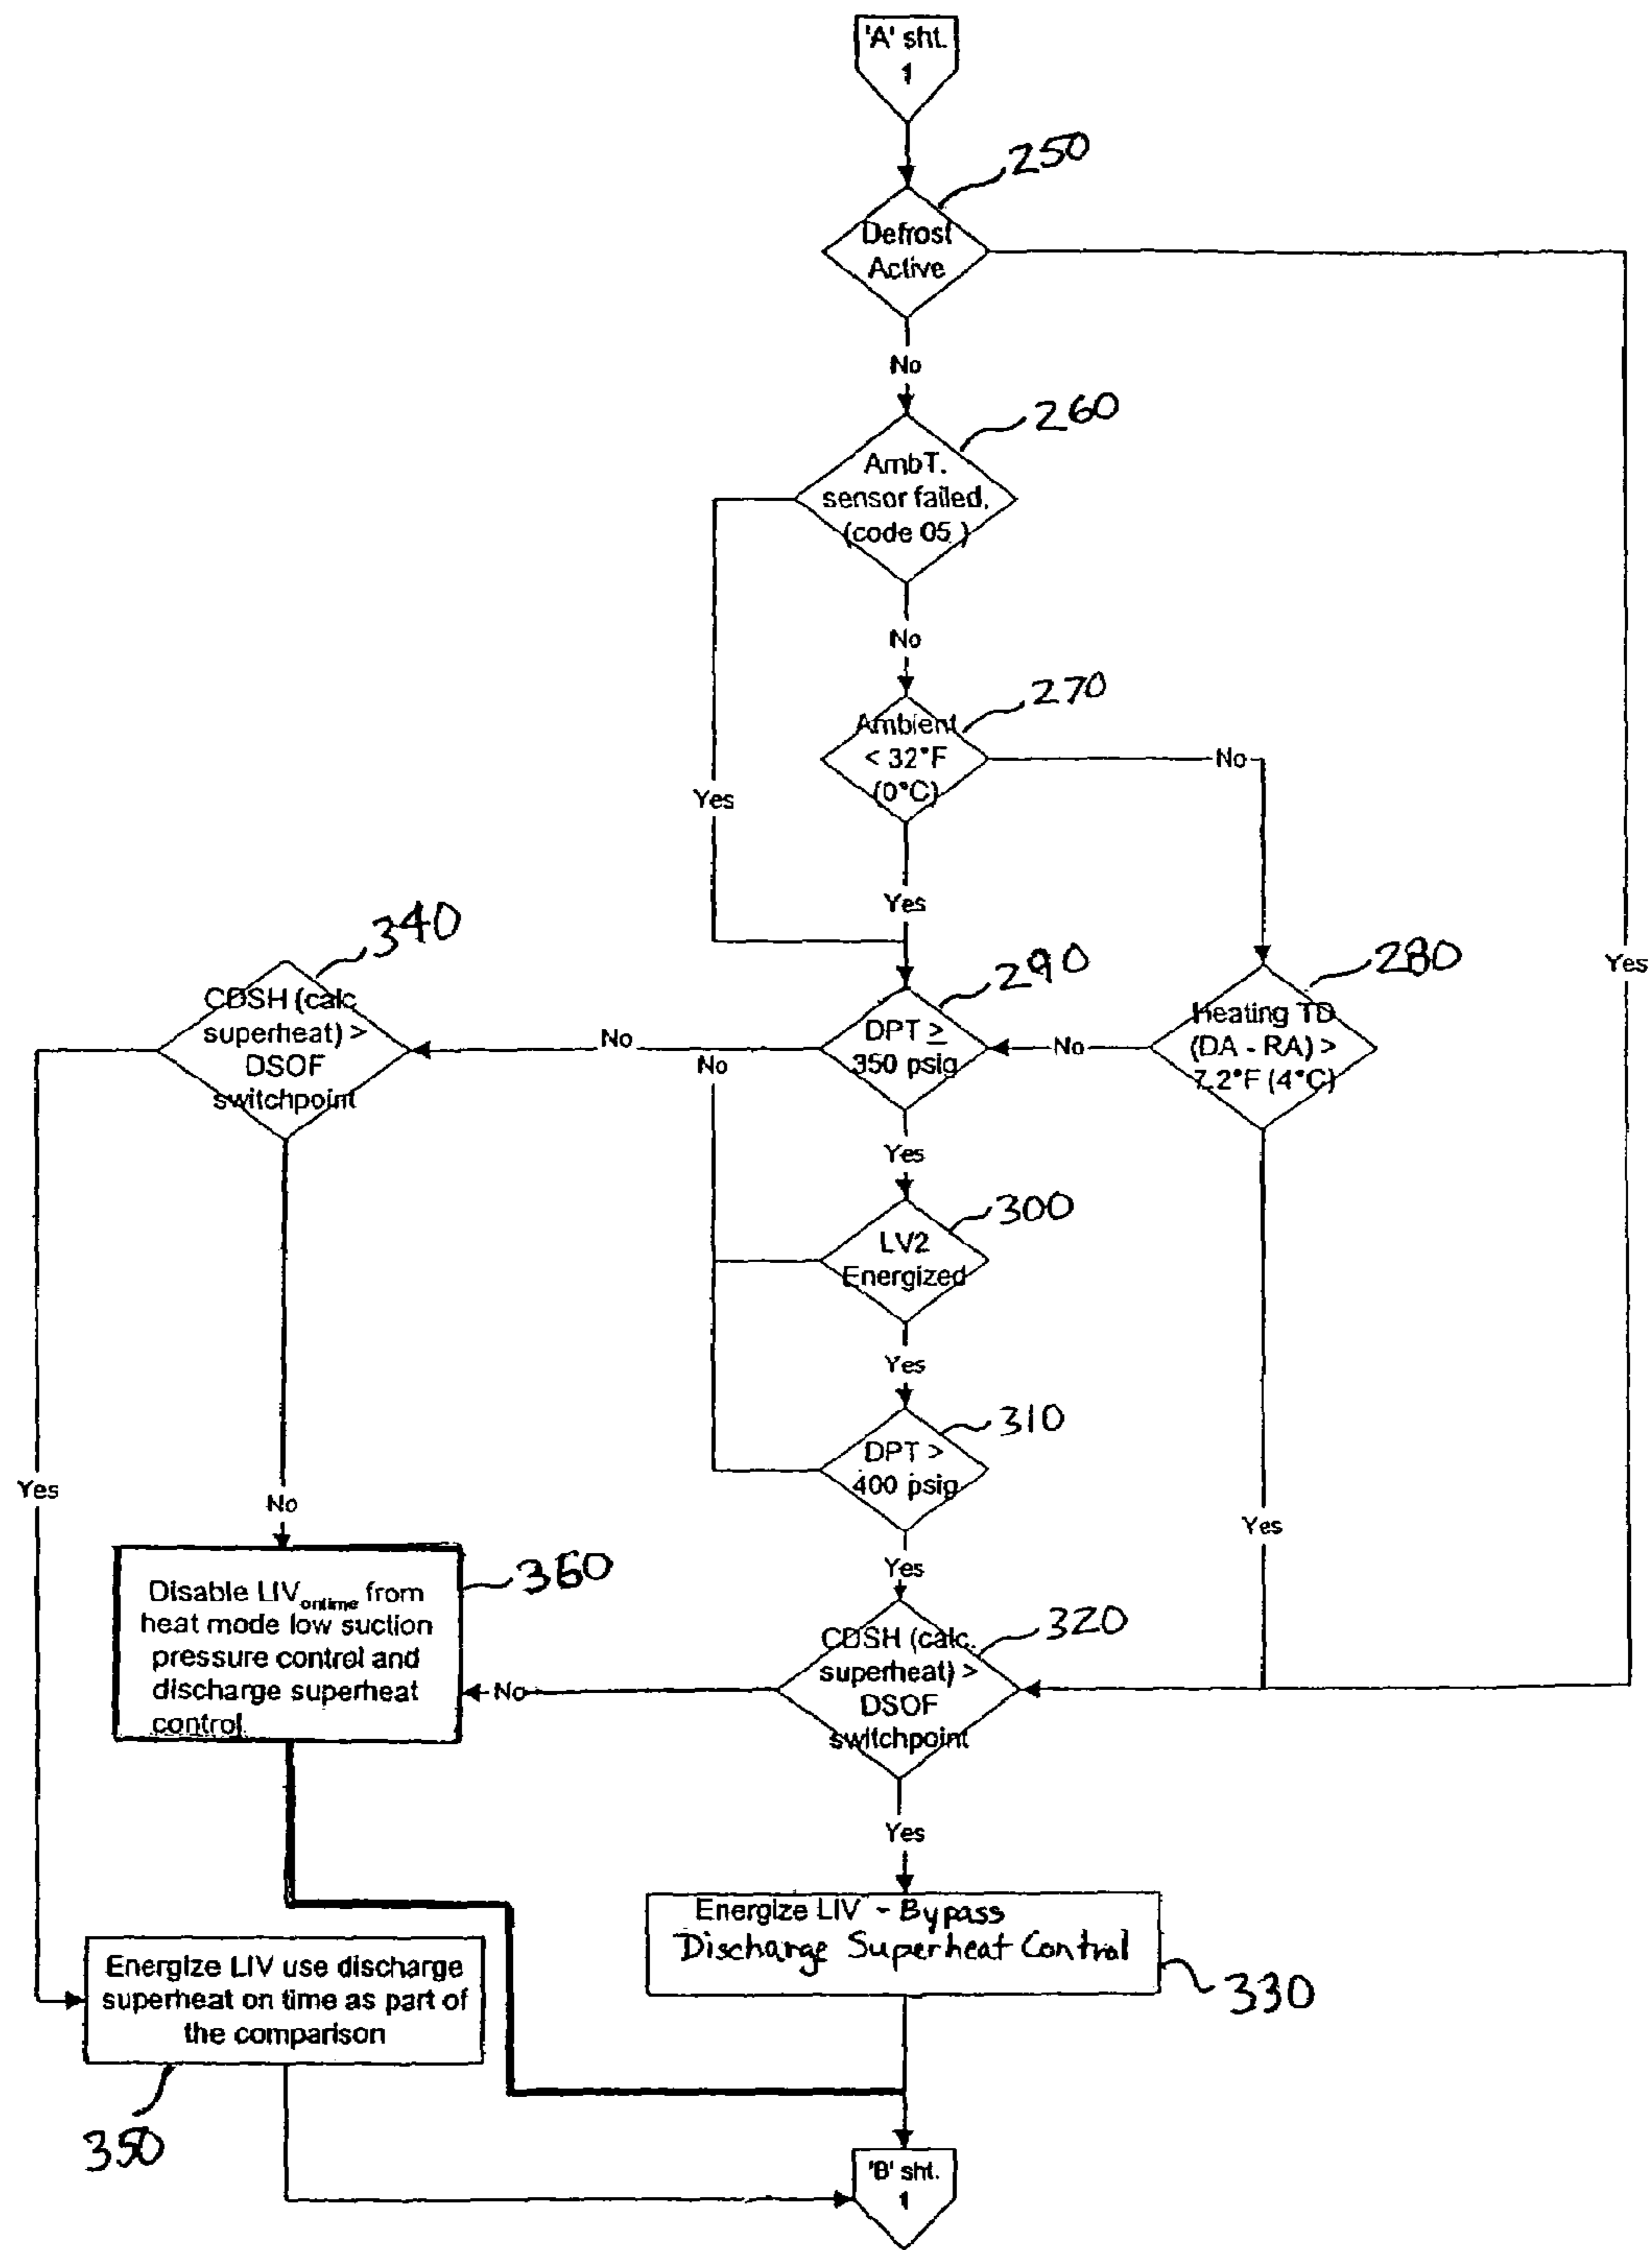 'A' sht.
1
250
Defrost
Active
No
260
AmbT.
sensor failed,
(code 05 )
No
270
Ambient
< 32°F
(0°C)
No
Yes
Yes
Yes
340
CDSH (calc
superheat) >
DSOF
switchpoint
290
DPT ≥
350 psig
280
Heating TD
(DA - RA) >
7.2°F (4°C)
No
No
No
Yes
300
LV2
Energized
Yes
310
DPT >
400 psig
Yes
No
Yes
Yes
360
Disable LIVontime from
heat mode low suction
pressure control and
discharge superheat
control.
320
CDSH (calc.
superheat) >
DSOF
switchpoint
No
Yes
Energize LIV - Bypass
Discharge Superheat Control
330
Energize LIV use discharge
superheat on time as part of
the comparison
350
'B' sht.
1